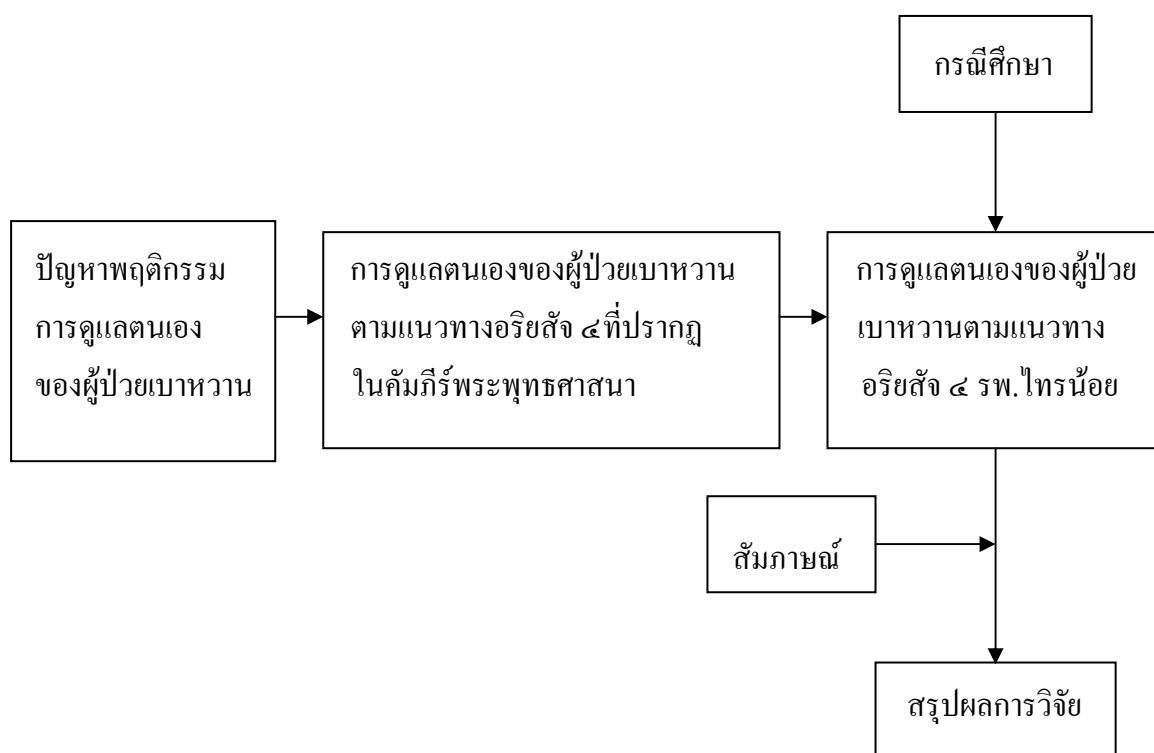 กรณีศึกษา
ปัญหาพฤติกรรม
การดูแลตนเอง
ของผู้ป่วยเบาหวาน
การดูแลตนเองของผู้ป่วยเบาหวาน
ตามแนวทางอริยสัจ ๔ที่ปรากฏ
ในคัมภีร์พระพุทธศาสนา
การดูแลตนเองของผู้ป่วย
เบาหวานตามแนวทาง
อริยสัจ ๔ รพ.ไทรน้อย
สัมภาษณ์
สรุปผลการวิจัย